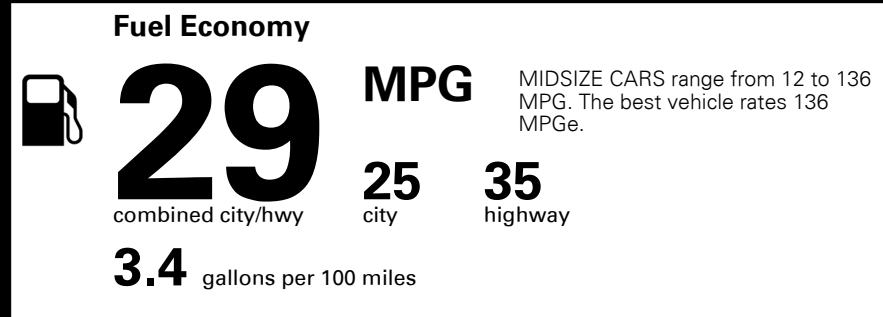 Fuel Economy
29
MPG
MIDSIZE CARS range from 12 to 136
MPG. The best vehicle rates 136
MPGe.
combined city/hwy
25
city
35
highway
3.4 gallons per 100 miles